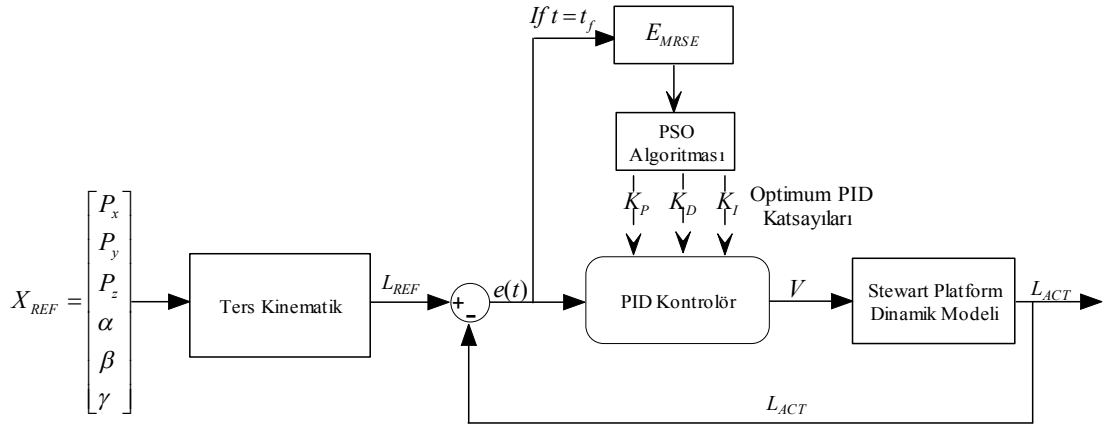 If t = t_f
E_MRSE
PSO
Algoritması
K_P K_D K_I
Optimum PID
Katsayıları
X_REF =
P_x
P_y
P_z
α
β
γ
Ters Kinematik
L_REF
+
-
e(t)
PID Kontrolör
V
Stewart Platform
Dinamik Modeli
L_ACT
L_ACT